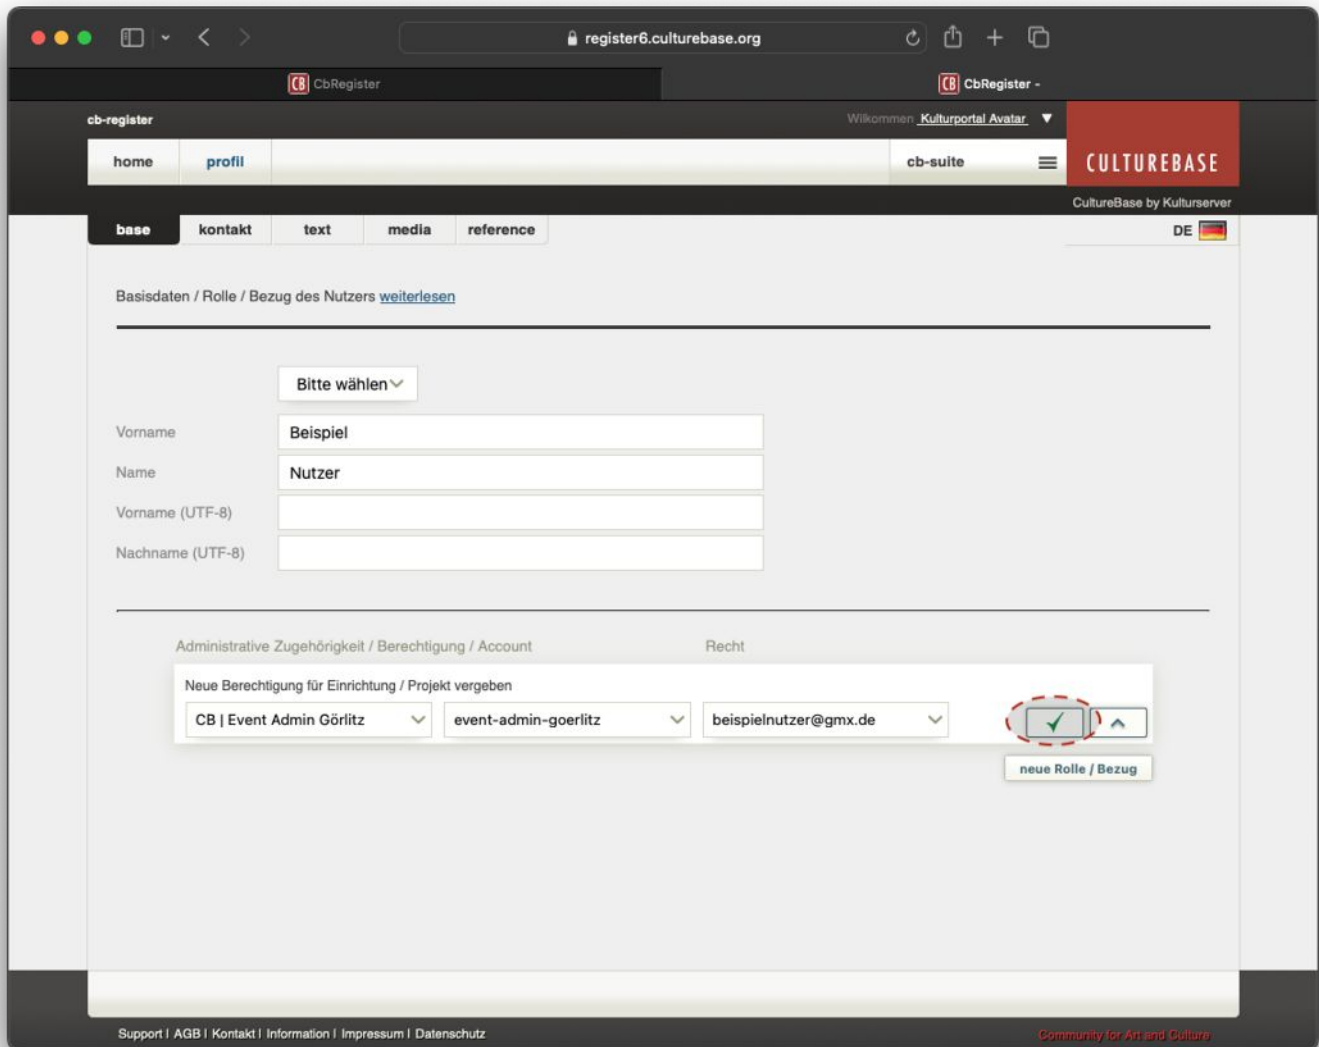 register6.culturebase.org
CB CbRegister
CB CbRegister -
cb-register
Wilkommen Kulturportal Avatar
home profil cb-suite
CULTUREBASE
CultureBase by Kulturserver
base kontakt text media reference DE
Basisdaten / Rolle / Bezug des Nutzers weiterlesen
Bitte wählen
Vorname Beispiel
Name Nutzer
Vorname (UTF-8)
Nachname (UTF-8)
Administrative Zugehörigkeit / Berechtigung / Account Recht
Neue Berechtigung für Einrichtung / Projekt vergeben
CB | Event Admin Görlitz event-admin-goerlitz beispielnutzer@gmx.de
neue Rolle / Bezug
Support | AGB | Kontakt | Information | Impressum | Datenschutz
Community for Art and Culture